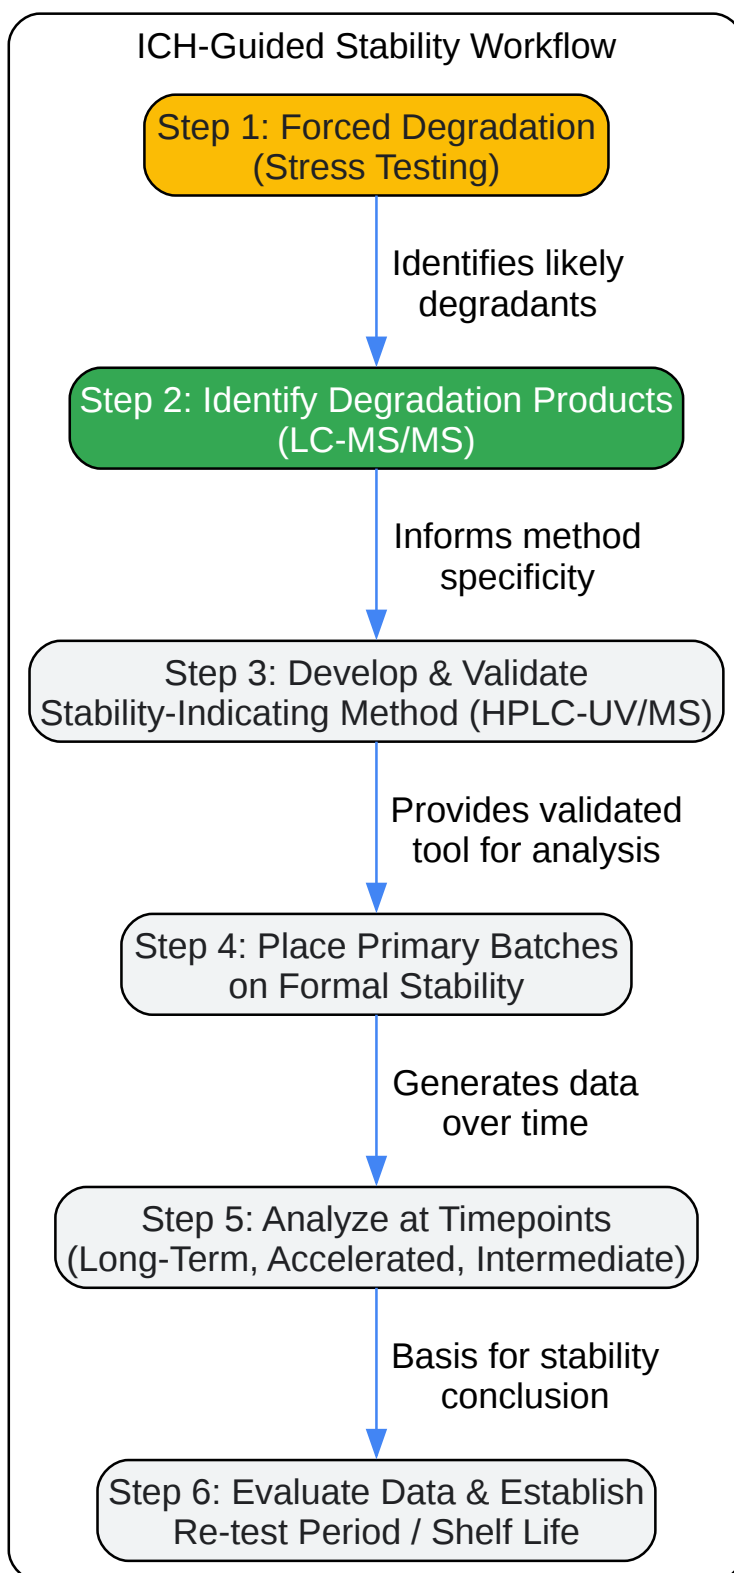 ICH-Guided Stability Workflow
Step 1: Forced Degradation
(Stress Testing)
Identifies likely
degradants
Step 2: Identify Degradation Products
(LC-MS/MS)
Informs method
specificity
Step 3: Develop & Validate
Stability-Indicating Method (HPLC-UV/MS)
Provides validated
tool for analysis
Step 4: Place Primary Batches
on Formal Stability
Generates data
over time
Step 5: Analyze at Timepoints
(Long-Term, Accelerated, Intermediate)
Basis for stability
conclusion
Step 6: Evaluate Data & Establish
Re-test Period / Shelf Life